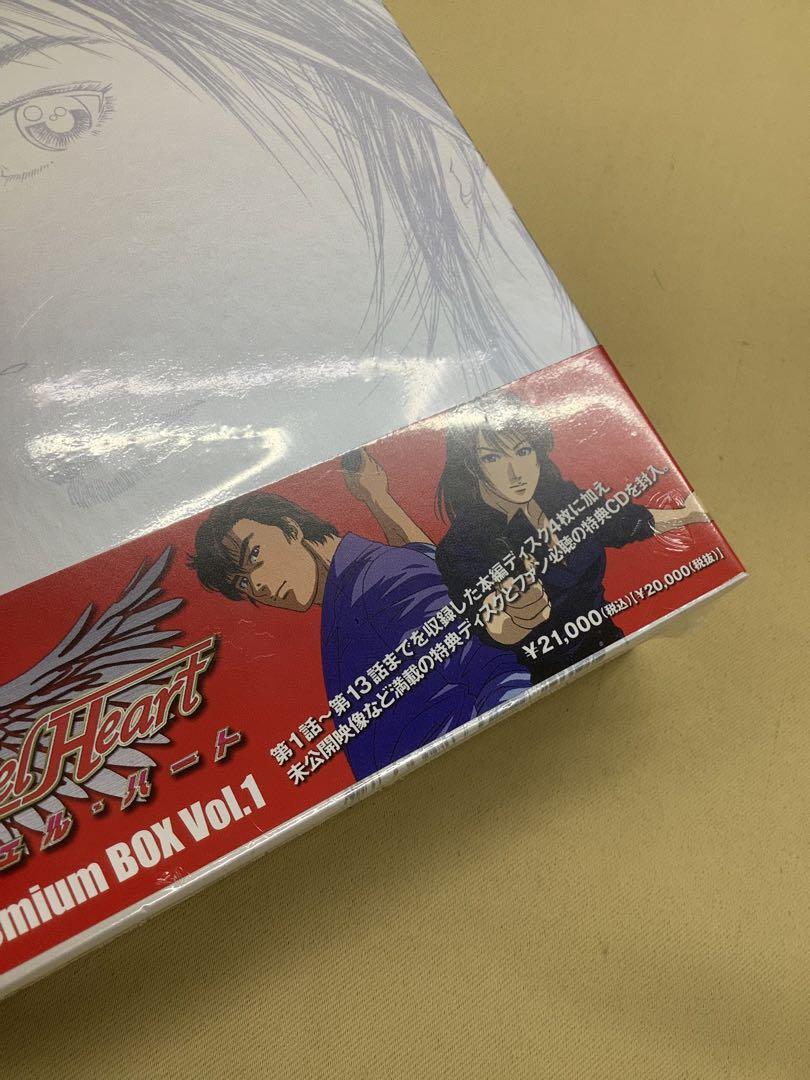 el Heart
ェル・ハート
emium BOX Vol.1
第1話~第13話までを収録した本編ディスク4枚に加え
未公開映像など満載の特典ディスクとファン必聴の特典CDを封入。
¥21,000(税込)[¥20,000(税抜)]